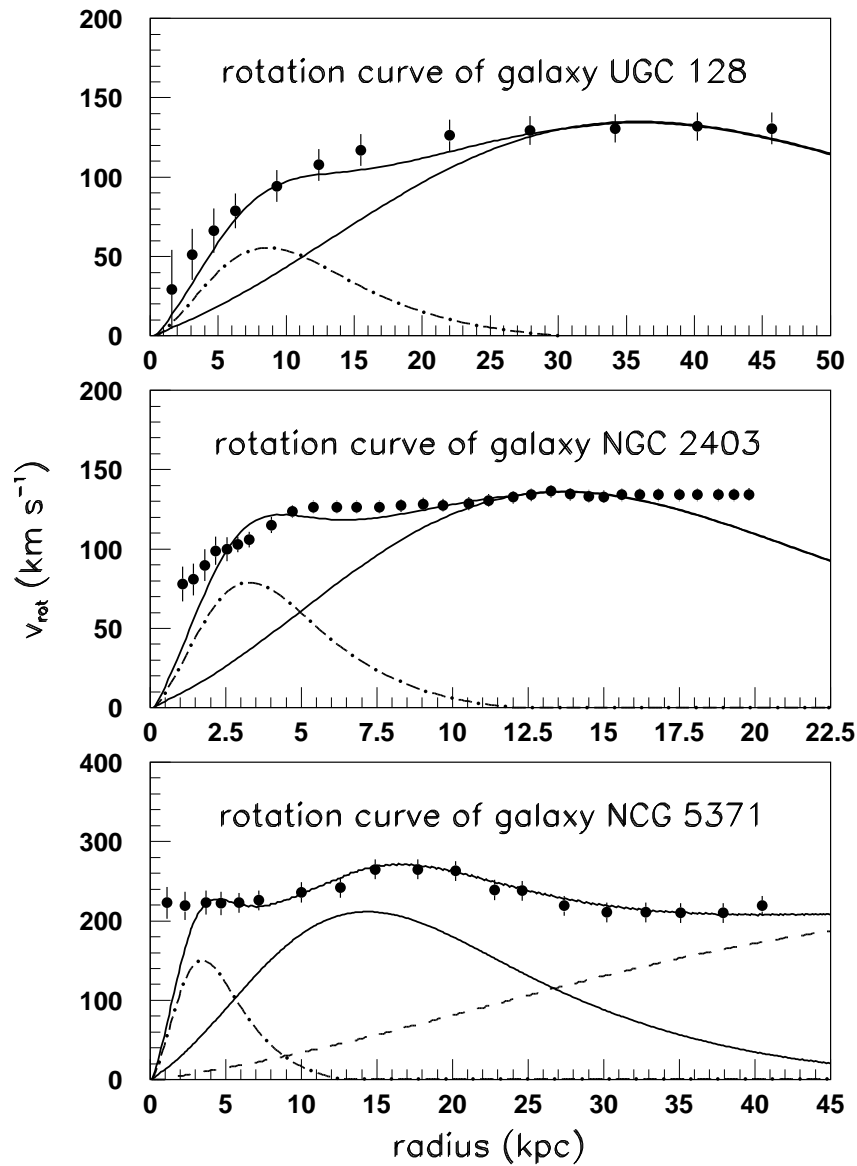 rotation curve of galaxy UGC 128
200
150
100
50
0
0 5 10 15 20 25 30 35 40 45 50
rotation curve of galaxy NGC 2403
200
150
100
50
0
0 2.5 5 7.5 10 12.5 15 17.5 20 22.5
v_rot (km s⁻¹)
rotation curve of galaxy NCG 5371
400
300
200
100
0
0 5 10 15 20 25 30 35 40 45
radius (kpc)